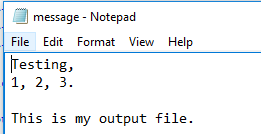 message - Notepad
File Edit Format View Help
Testing,
1, 2, 3.

This is my output file.